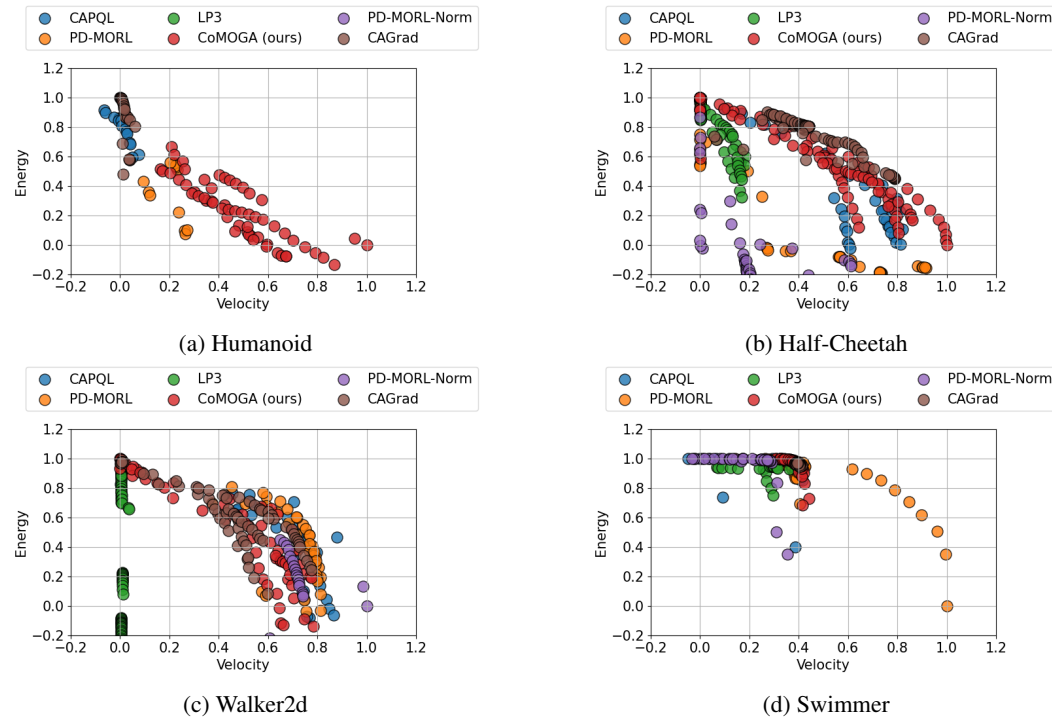 CAPQL LP3 PD-MORL-Norm
PD-MORL CoMOGA (ours) CAGrad
1.2
1.0
0.8
0.6
0.4
0.2
0.0
−0.2
Energy
−0.2 0.0 0.2 0.4 0.6 0.8 1.0 1.2
Velocity
(a) Humanoid
CAPQL LP3 PD-MORL-Norm
PD-MORL CoMOGA (ours) CAGrad
1.2
1.0
0.8
0.6
0.4
0.2
0.0
−0.2
Energy
−0.2 0.0 0.2 0.4 0.6 0.8 1.0 1.2
Velocity
(b) Half-Cheetah
CAPQL LP3 PD-MORL-Norm
PD-MORL CoMOGA (ours) CAGrad
1.2
1.0
0.8
0.6
0.4
0.2
0.0
−0.2
Energy
−0.2 0.0 0.2 0.4 0.6 0.8 1.0 1.2
Velocity
(c) Walker2d
CAPQL LP3 PD-MORL-Norm
PD-MORL CoMOGA (ours) CAGrad
1.2
1.0
0.8
0.6
0.4
0.2
0.0
−0.2
Energy
−0.2 0.0 0.2 0.4 0.6 0.8 1.0 1.2
Velocity
(d) Swimmer